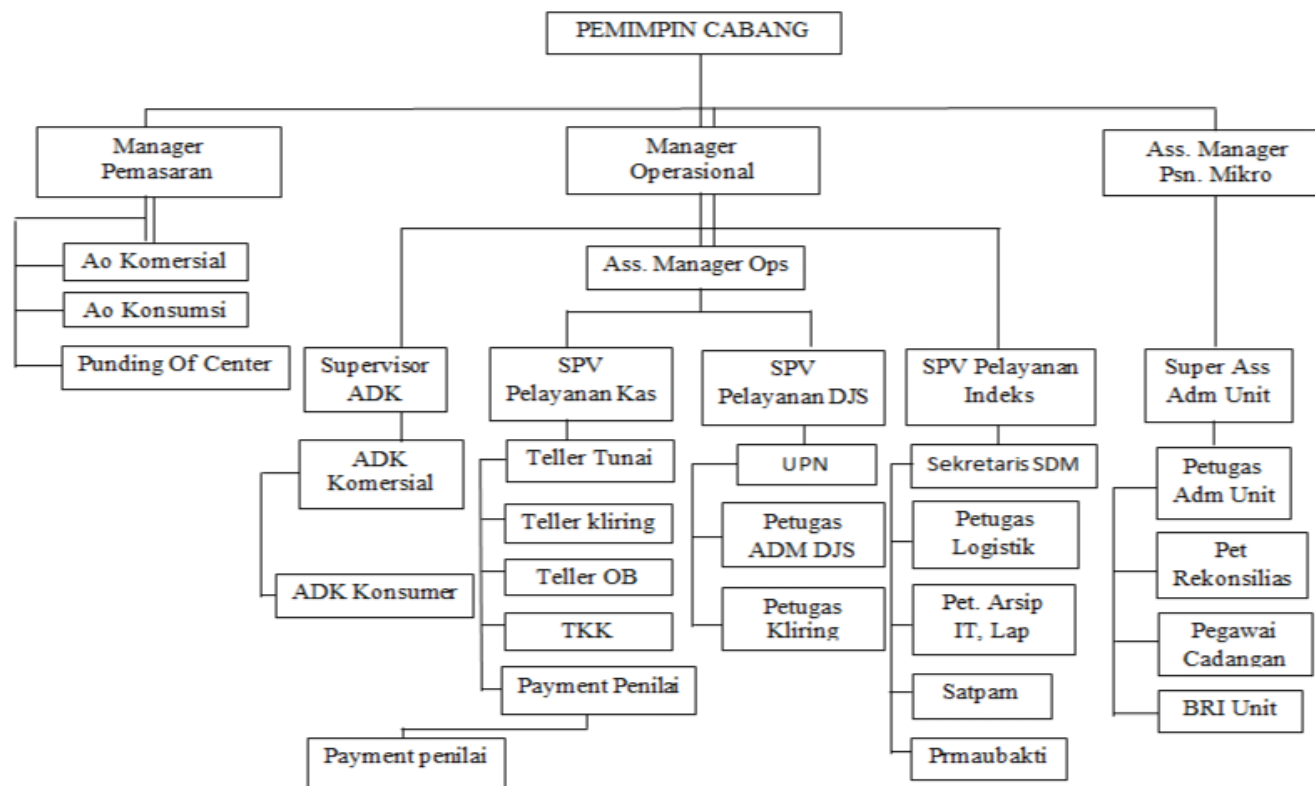 PEMIMPIN CABANG
Manager
Pemasaran
Manager
Operasional
Ass. Manager
Psn. Mikro
Ao Komersial
Ao Konsumsi
Punding Of Center
Ass. Manager Ops
Supervisor
ADK
SPV
Pelayanan Kas
SPV
Pelayanan DJS
SPV Pelayanan
Indeks
Super Ass
Adm Unit
ADK
Komersial
ADK Konsumer
Teller Tunai
Teller kliring
Teller OB
TKK
Payment Penilai
Payment penilai
UPN
Petugas
ADM DJS
Petugas
Kliring
Sekretaris SDM
Petugas
Logistik
Pet. Arsip
IT, Lap
Satpam
Prmaubakti
Petugas
Adm Unit
Pet
Rekonsilias
Pegawai
Cadangan
BRI Unit